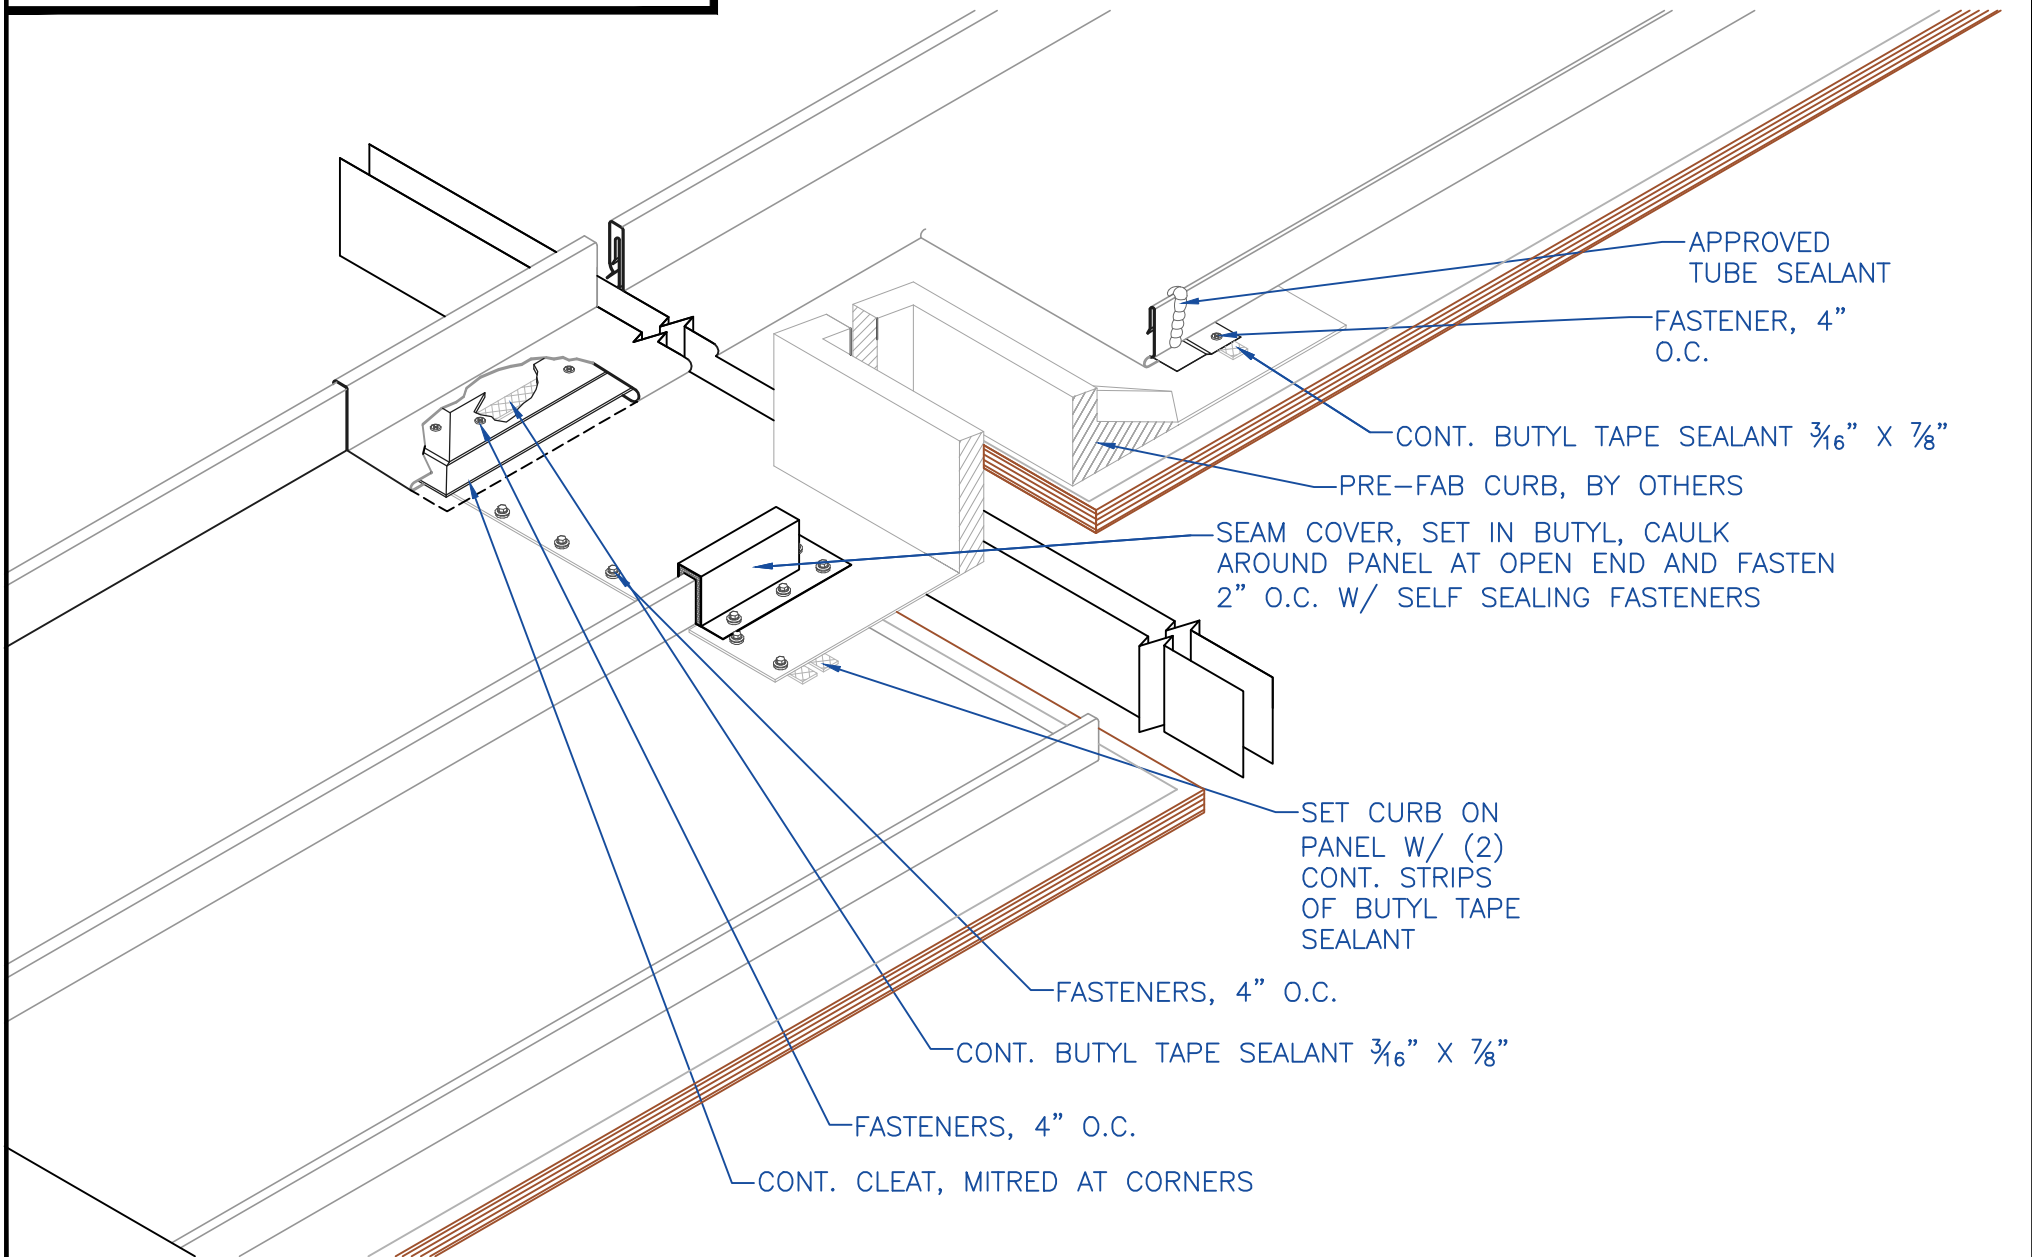 APPROVED
TUBE SEALANT
FASTENER, 4”
O.C.
CONT. BUTYL TAPE SEALANT 3/16” X 7/8”
PRE-FAB CURB, BY OTHERS
SEAM COVER, SET IN BUTYL, CAULK
AROUND PANEL AT OPEN END AND FASTEN
2” O.C. W/ SELF SEALING FASTENERS
SET CURB ON
PANEL W/ (2)
CONT. STRIPS
OF BUTYL TAPE
SEALANT
FASTENERS, 4” O.C.
CONT. BUTYL TAPE SEALANT 3/16” X 7/8”
FASTENERS, 4” O.C.
CONT. CLEAT, MITRED AT CORNERS